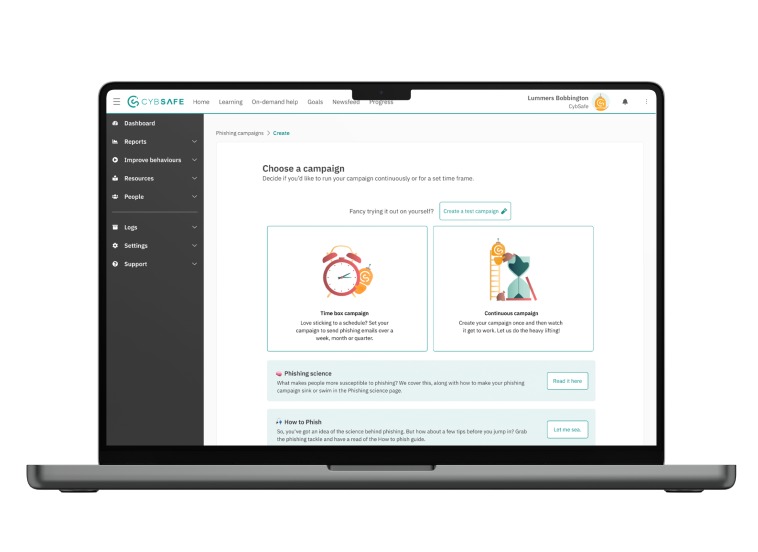 CYBSAFE
Home
Learning
On-demand help
Goals
Newsfeed
Progress
Lummers Bobbington
CybSafe
Dashboard
Reports
Improve behaviours
Resources
People
Logs
Settings
Support
Phishing campaigns > Create
Choose a campaign
Decide if you'd like to run your campaign continuously or for a set time frame.
Fancy trying it out on yourself?
Create a test campaign
Time box campaign
Love sticking to a schedule? Set your
campaign to send phishing emails over a
week, month or quarter.
Continuous campaign
Create your campaign once and then watch
it get to work. Let us do the heavy lifting!
Phishing science
What makes people more susceptible to phishing? We cover this, along with how to make your phishing
campaign sink or swim in the Phishing science page.
Read it here
How to Phish
So, you've got an idea of the science behind phishing. But how about a few tips before you jump in? Grab
the phishing tackle and have a read of the How to phish guide.
Let me see.